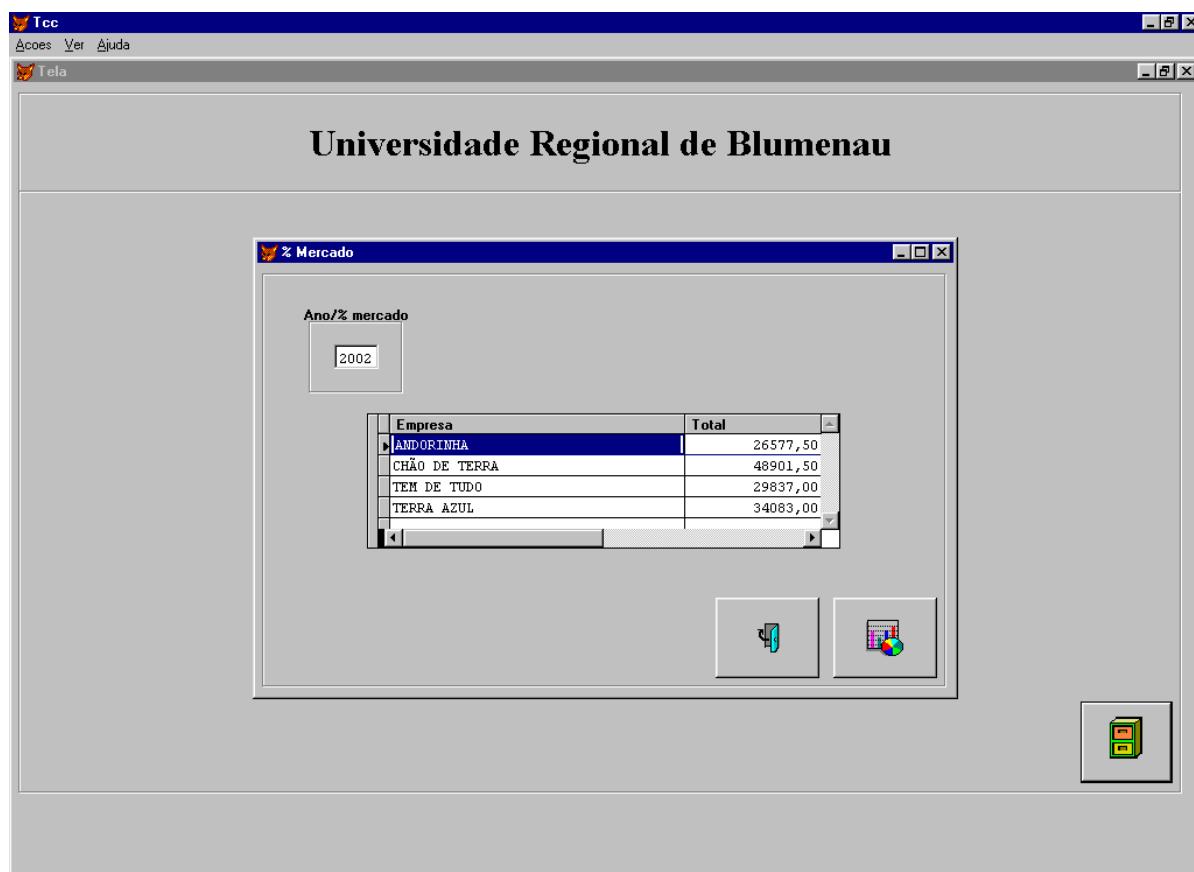 Tcc
Acoes Ver Ajuda
Tela
Universidade Regional de Blumenau
% Mercado
Ano/% mercado
2002
Empresa Total
ANDORINHA 26577,50
CHÃO DE TERRA 48901,50
TEM DE TUDO 29837,00
TERRA AZUL 34083,00